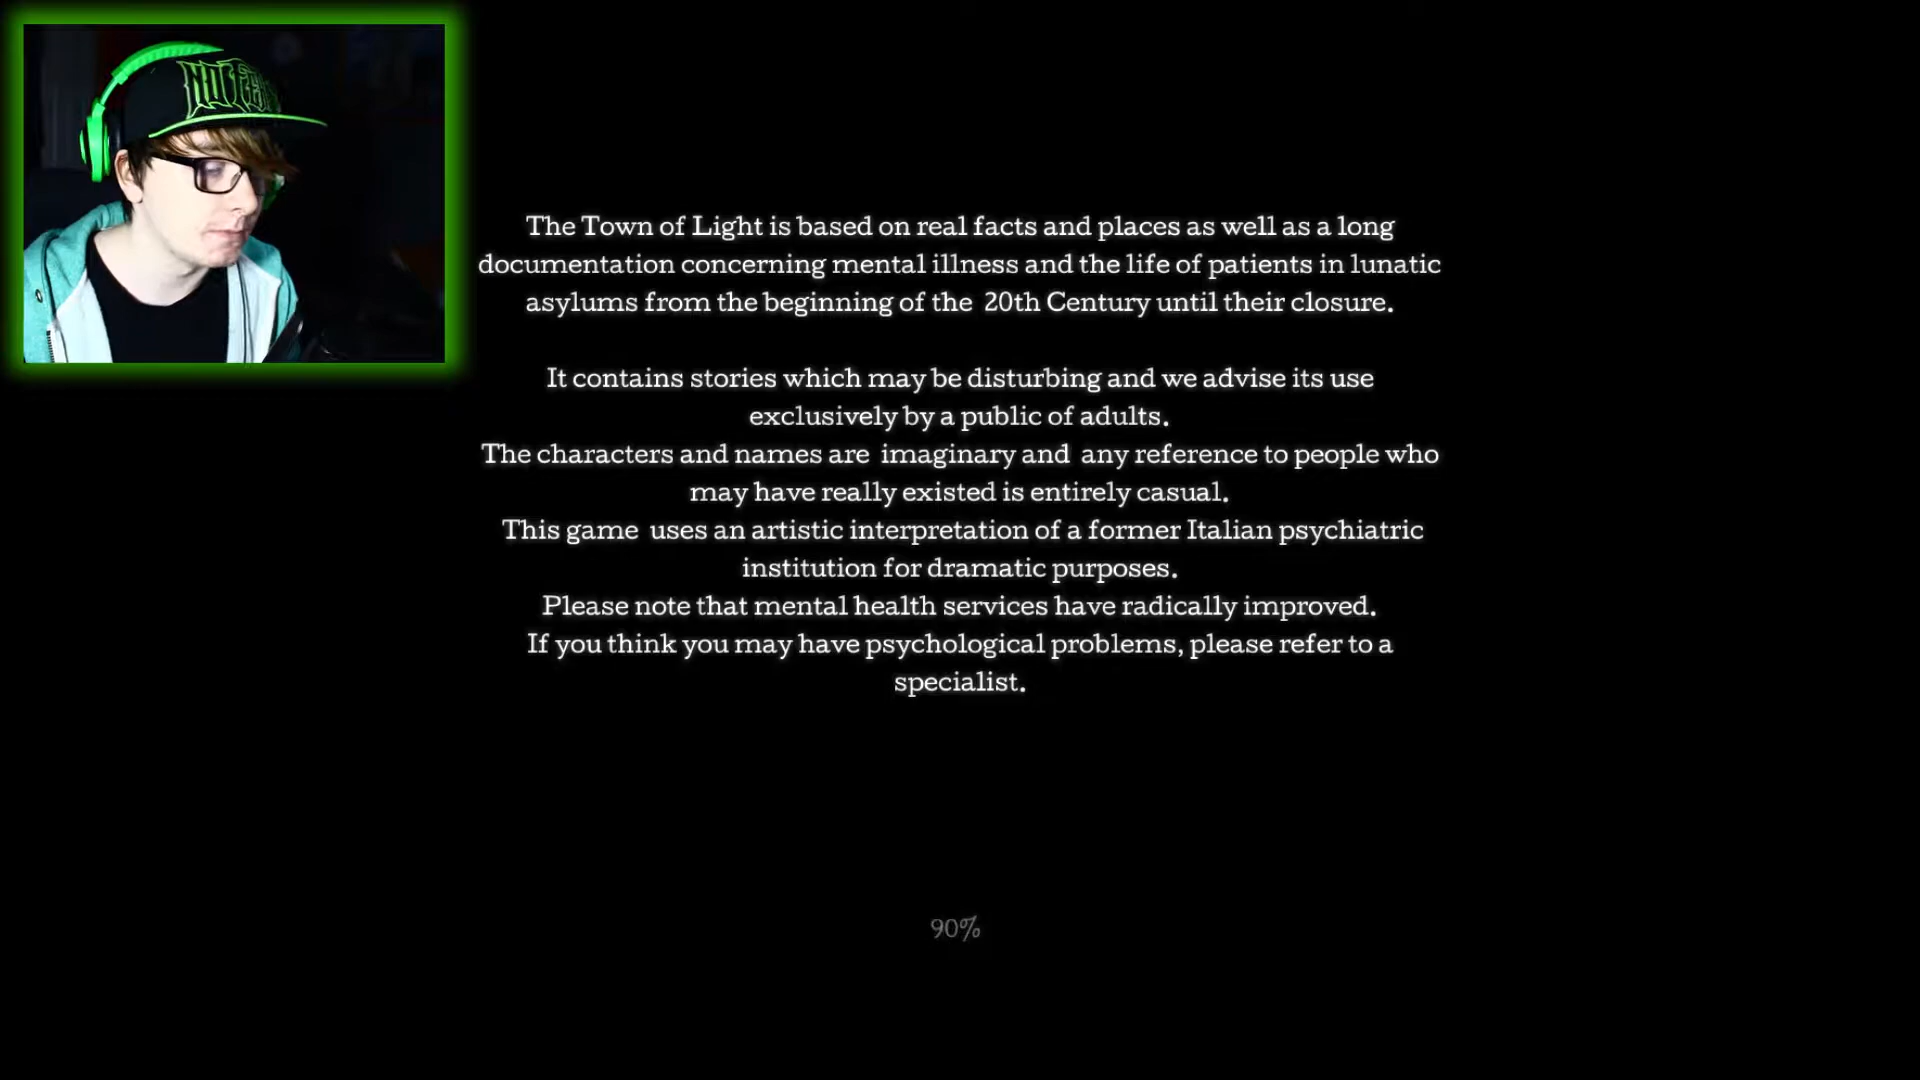 The Town of Light is based on real facts and places as well as a long
documentation concerning mental illness and the life of patients in lunatic
asylums from the beginning of the 20th Century until their closure.
It contains stories which may be disturbing and we advise its use
exclusively by a public of adults.
The characters and names are imaginary and any reference to people who
may have really existed is entirely casual.
This game uses an artistic interpretation of a former Italian psychiatric
institution for dramatic purposes.
Please note that mental health services have radically improved.
If you think you may have psychological problems, please refer to a
specialist.
90%